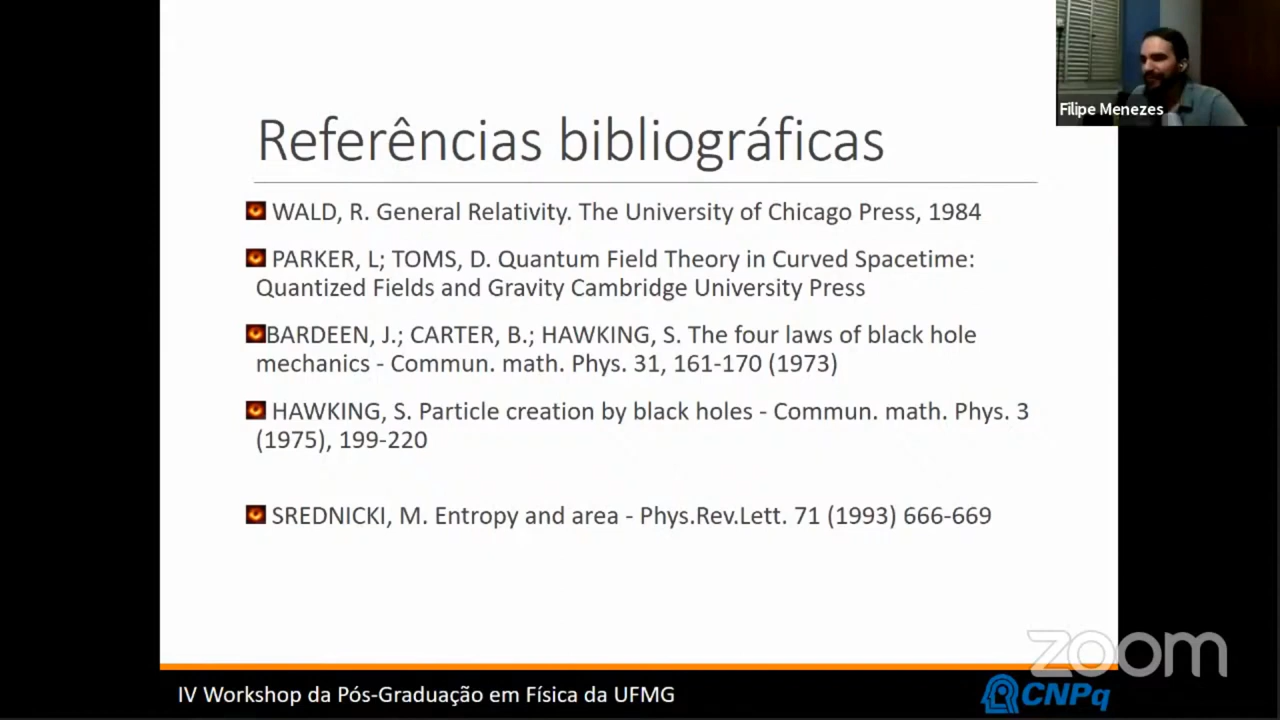 Filipe Menezes
Referências bibliográficas
WALD, R. General Relativity. The University of Chicago Press, 1984
PARKER, L; TOMS, D. Quantum Field Theory in Curved Spacetime:
Quantized Fields and Gravity Cambridge University Press
BARDEEN, J.; CARTER, B.; HAWKING, S. The four laws of black hole
mechanics - Commun. math. Phys. 31, 161-170 (1973)
HAWKING, S. Particle creation by black holes - Commun. math. Phys. 3
(1975), 199-220
SREDNICKI, M. Entropy and area - Phys.Rev.Lett. 71 (1993) 666-669
zoom
IV Workshop da Pós-Graduação em Física da UFMG
CNPq